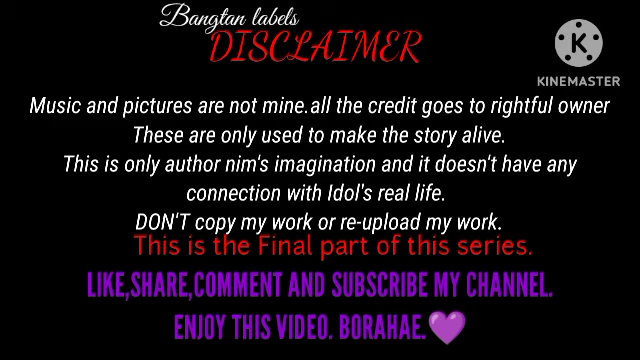 Bangtan labels
DISCLAIMER
KINEMASTER
Music and pictures are not mine.all the credit goes to rightful owner
These are only used to make the story alive.
This is only author nim's imagination and it doesn't have any
connection with Idol's real life.
DON'T copy my work or re-upload my work.
This is the Final part of this series.
LIKE,SHARE,COMMENT AND SUBSCRIBE MY CHANNEL.
ENJOY THIS VIDEO. BORAHAE.💜